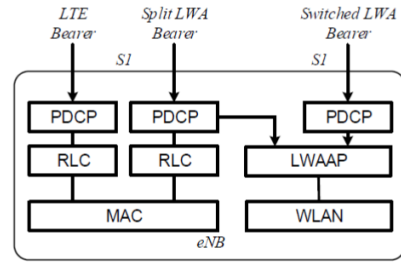 LTE
Bearer
Split LWA
Bearer
Switched LWA
Bearer
S1
S1
PDCP
PDCP
PDCP
RLC
RLC
LWAAP
MAC
WLAN
eNB